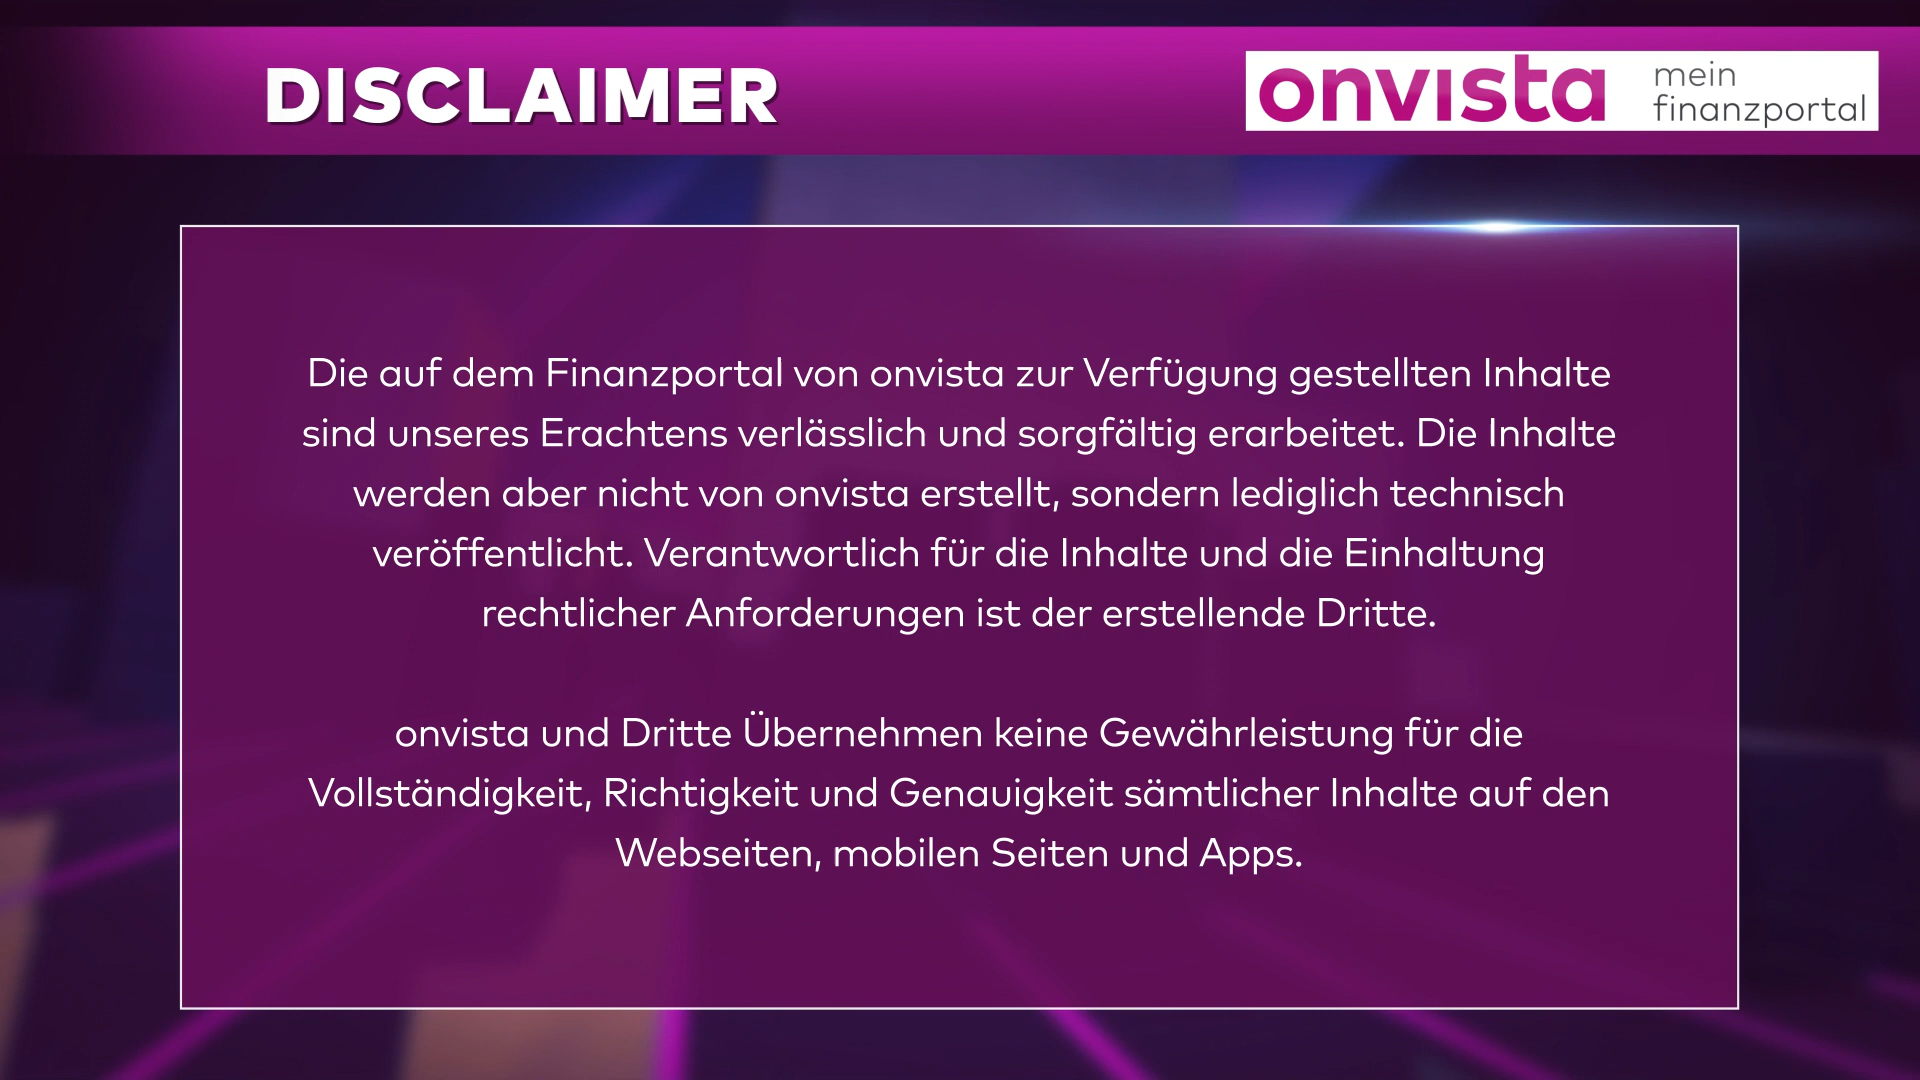 DISCLAIMER
onvista
mein
finanzportal
Die auf dem Finanzportal von onvista zur Verfügung gestellten Inhalte
sind unseres Erachtens verlässlich und sorgfältig erarbeitet. Die Inhalte
werden aber nicht von onvista erstellt, sondern lediglich technisch
veröffentlicht. Verantwortlich für die Inhalte und die Einhaltung
rechtlicher Anforderungen ist der erstellende Dritte.
onvista und Dritte Übernehmen keine Gewährleistung für die
Vollständigkeit, Richtigkeit und Genauigkeit sämtlicher Inhalte auf den
Webseiten, mobilen Seiten und Apps.